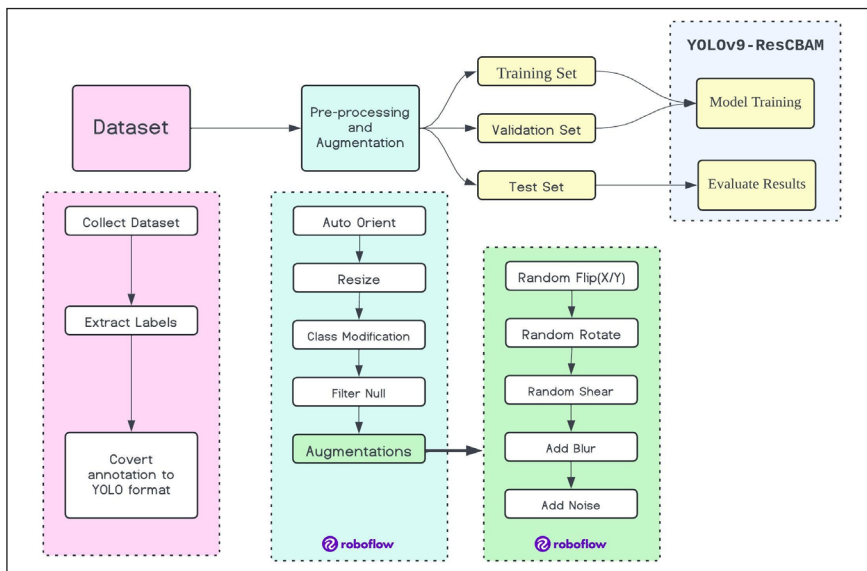 YOLOv9-ResCBAM
Dataset
Pre-processing
and
Augmentation
Training Set
Validation Set
Test Set
Model Training
Evaluate Results
Collect Dataset
Extract Labels
Covert
annotation to
YOLO format
Auto Orient
Resize
Class Modification
Filter Null
Augmentations
roboflow
Random Flip(X/Y)
Random Rotate
Random Shear
Add Blur
Add Noise
roboflow